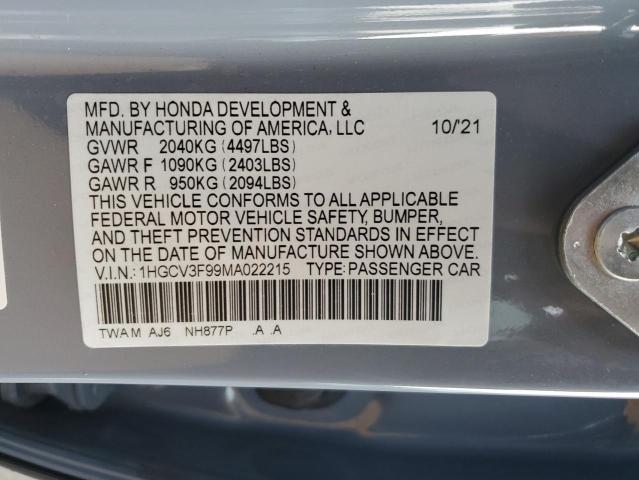 MFD. BY HONDA DEVELOPMENT &
MANUFACTURING OF AMERICA, LLC 10/'21
GVWR 2040KG (4497LBS)
GAWR F 1090KG (2403LBS)
GAWR R 950KG (2094LBS)
THIS VEHICLE CONFORMS TO ALL APPLICABLE
FEDERAL MOTOR VEHICLE SAFETY, BUMPER,
AND THEFT PREVENTION STANDARDS IN EFFECT
ON THE DATE OF MANUFACTURE SHOWN ABOVE.
V.I.N.: 1HGCV3F99MA022215 TYPE: PASSENGER CAR
TWA M AJ6 NH877P .A .A